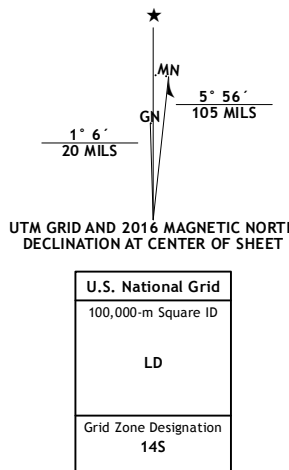 MN
GN
5° 56´
105 MILS
1° 6´
20 MILS
UTM GRID AND 2016 MAGNETIC NORTH
DECLINATION AT CENTER OF SHEET
U.S. National Grid
100,000-m Square ID
LD
Grid Zone Designation
14S